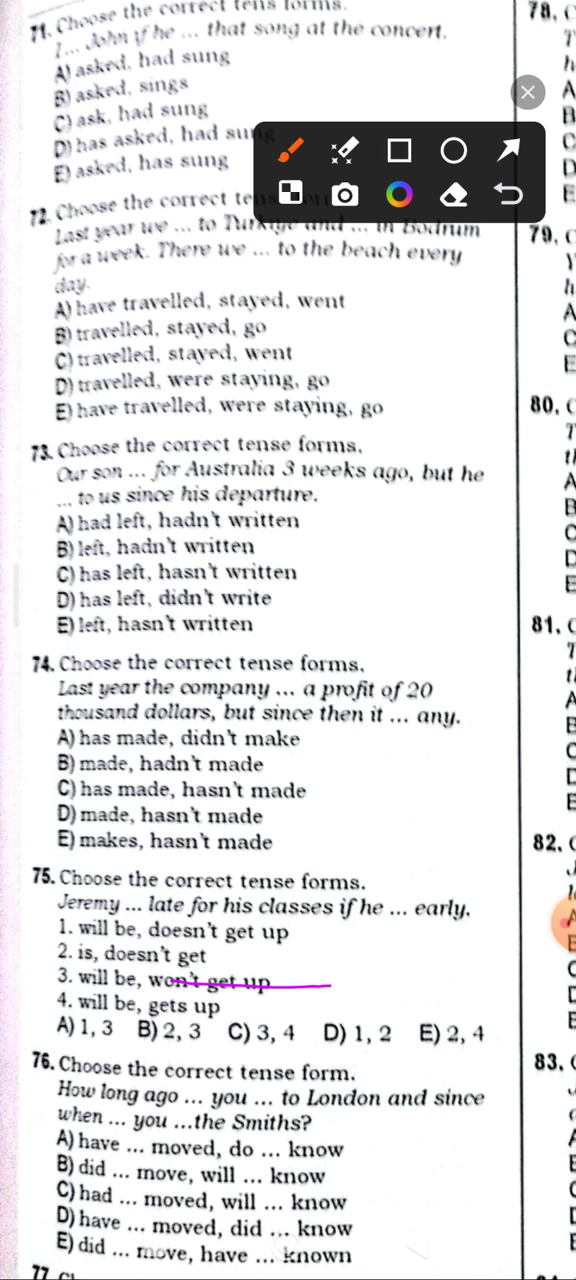 71. Choose the correct tens forms.
I ... John if he ... that song at the concert.
A) asked, had sung
B) asked, sings
C) ask, had sung
D) has asked, had sung
E) asked, has sung
72. Choose the correct
Last year we ... to Turkiye and ... in Bodrum
for a week. There we ... to the beach every
day.
A) have travelled, stayed, went
B) travelled, stayed, go
C) travelled, stayed, went
D) travelled, were staying, go
E) have travelled, were staying, go
73. Choose the correct tense forms.
Our son ... for Australia 3 weeks ago, but he
... to us since his departure.
A) had left, hadn't written
B) left, hadn't written
C) has left, hasn't written
D) has left, didn't write
E) left, hasn't written
74. Choose the correct tense forms.
Last year the company ... a profit of 20
thousand dollars, but since then it ... any.
A) has made, didn't make
B) made, hadn't made
C) has made, hasn't made
D) made, hasn't made
E) makes, hasn't made
75. Choose the correct tense forms.
Jeremy ... late for his classes if he ... early.
1. will be, doesn't get up
2. is, doesn't get
3. will be, won't get up
4. will be, gets up
A) 1, 3 B) 2, 3 C) 3, 4 D) 1, 2 E) 2, 4
76. Choose the correct tense form.
How long ago ... you ... to London and since
when ... you ...the Smiths?
A) have ... moved, do ... know
B) did ... move, will ... know
C) had ... moved, will ... know
D) have ... moved, did ... know
E) did ... move, have ... known
77.
78.
A
B
C
D
E
79.
A
C
E
80.
A
B
C
D
E
81.
A
B
C
D
E
82.
A
E
C
D
E
83.
A
E
C
D
E